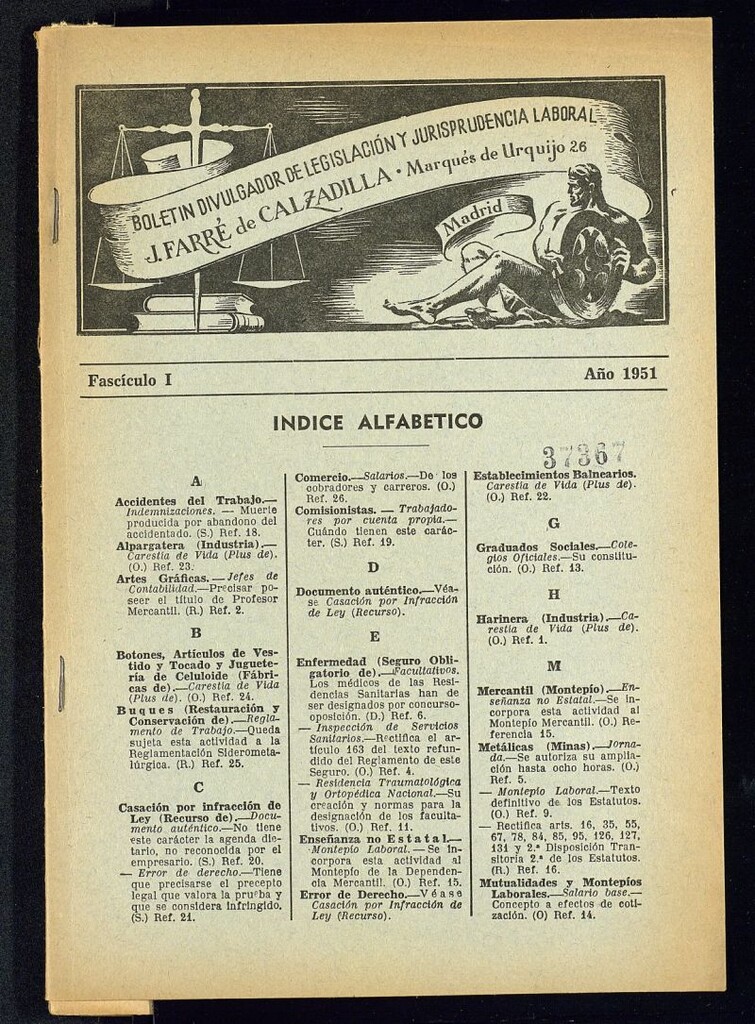 BOLETIN DIVULGADOR DE LEGISLACIÓN Y JURISPRUDENCIA LABORAL
J. FARRÉ de CALZADILLA • Marqués de Urquijo 26
Madrid
Fascículo I
Año 1951
INDICE ALFABETICO
37367
A
Accidentes del Trabajo.—
Indemnizaciones. — Muerte
producida por abandono del
accidentado. (S.) Ref. 18.
Alpargatera (Industria).—
Carestía de Vida (Plus de).
(O.) Ref. 23.
Artes Gráficas.—Jefes de
Contabilidad.—Precisar po-
seer el título de Profesor
Mercantil. (R.) Ref. 2.
B
Botones, Artículos de Ves-
tido y Tocado y Juguete-
ría de Celuloide (Fábri-
cas de).—Carestía de Vida
(Plus de). (O.) Ref. 24.
Buques (Restauración y
Conservación de).—Regla-
mento de Trabajo.—Queda
sujeta esta actividad a la
Reglamentación Siderometa-
lúrgica. (R.) Ref. 25.
C
Casación por infracción de
Ley (Recurso de).—Docu-
mento auténtico.—No tiene
este carácter la agenda die-
tario, no reconocida por el
empresario. (S.) Ref. 20.
— Error de derecho.—Tiene
que precisarse el precepto
legal que valora la prueba y
que se considera infringido.
(S.) Ref. 21.
Comercio.—Salarios.—De los
cobradores y carreros. (O.)
Ref. 26.
Comisionistas. — Trabajado-
res por cuenta propia.—
Cuándo tienen este carác-
ter. (S.) Ref. 19.
D
Documento auténtico.—Véa-
se Casación por Infracción
de Ley (Recurso).
E
Enfermedad (Seguro Obli-
gatorio de).—Facultativos.
Los médicos de las Resi-
dencias Sanitarias han de
ser designados por concurso-
oposición. (D.) Ref. 6.
— Inspección de Servicios
Sanitarios.—Rectifica el ar-
tículo 163 del texto refun-
dido del Reglamento de este
Seguro. (O.) Ref. 4.
— Residencia Traumatológica
y Ortopédica Nacional.—Su
creación y normas para la
designación de los faculta-
tivos. (O.) Ref. 11.
Enseñanza no Estatal.—
Montepío Laboral. — Se in-
corpora esta actividad al
Montepío de la Dependen-
cia Mercantil. (O.) Ref. 15.
Error de Derecho.—Véase
Casación por Infracción de
Ley (Recurso).
Establecimientos Balnearios.
Carestía de Vida (Plus de).
(O.) Ref. 22.
G
Graduados Sociales.—Cole-
gios Oficiales.—Su constitu-
ción. (O.) Ref. 13.
H
Harinera (Industria).—Ca-
restía de Vida (Plus de).
(O.) Ref. 1.
M
Mercantil (Montepío).—En-
señanza no Estatal.—Se in-
corpora esta actividad al
Montepío Mercantil. (O.) Re-
ferencia 15.
Metálicas (Minas).—Jorna-
da.—Se autoriza su amplia-
ción hasta ocho horas. (O.)
Ref. 5.
— Montepío Laboral.—Texto
definitivo de los Estatutos.
(O.) Ref. 9.
— Rectifica arts. 16, 35, 55,
67, 78, 84, 85, 95, 126, 127,
131 y 2.ª Disposición Tran-
sitoria 2.ª de los Estatutos.
(R.) Ref. 16.
Mutualidades y Montepíos
Laborales.—Salario base.—
Concepto a efectos de coti-
zación. (O) Ref. 14.